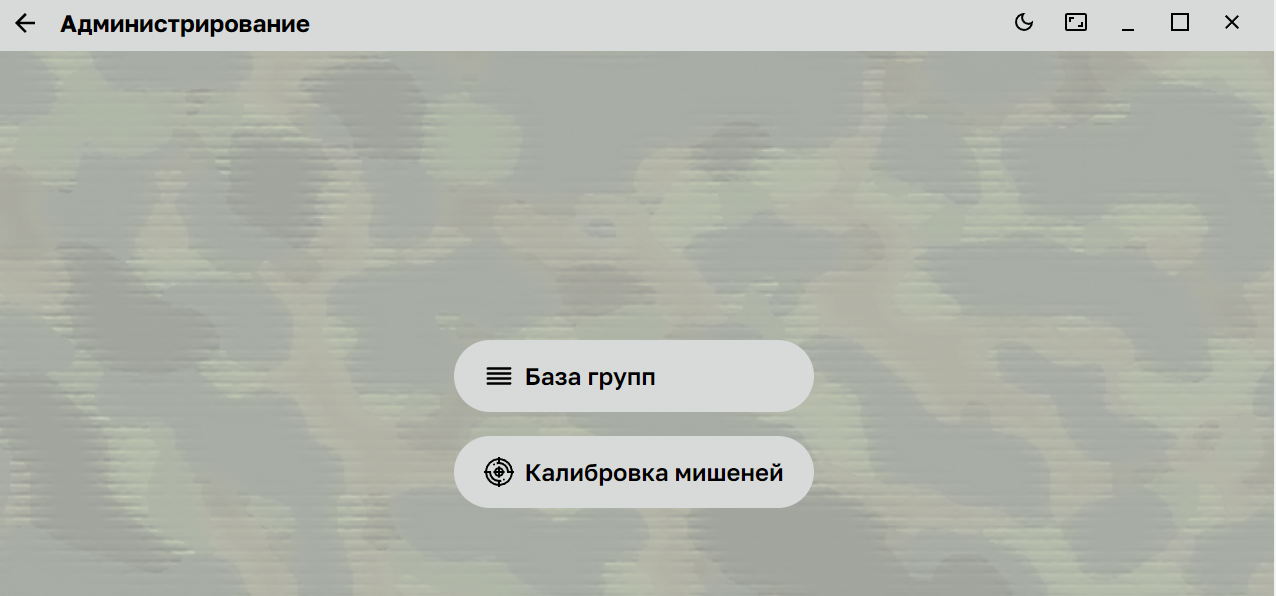 Администрирование
База групп
Калибровка мишеней